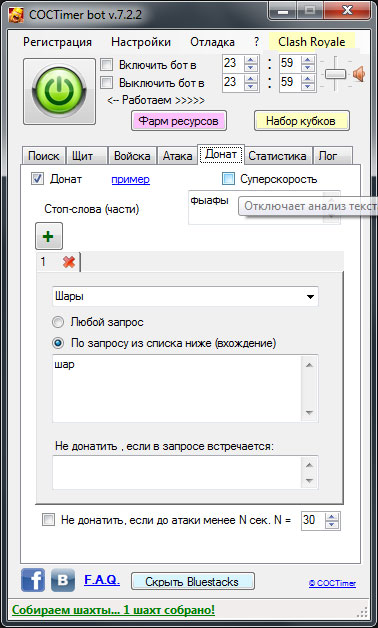 COCTimer bot v.7.2.2
Регистрация Настройки Отладка ? Clash Royale
Включить бот в 23 : 59
Выключить бот в 23 : 59
<-- Работаем >>>>>
Фарм ресурсов Набор кубков
Поиск Щит Войска Атака Донат Статистика Лог
Донат пример Суперскорость
Стоп-слова (части) фыафы
Отключает анализ текст
1
Шары
Любой запрос
По запросу из списка ниже (вхождение)
шар
Не донатить , если в запросе встречается:
Не донатить, если до атаки менее N сек. N = 30
F.A.Q. Скрыть Bluestacks © COCTimer
Собираем шахты... 1 шахт собрано!